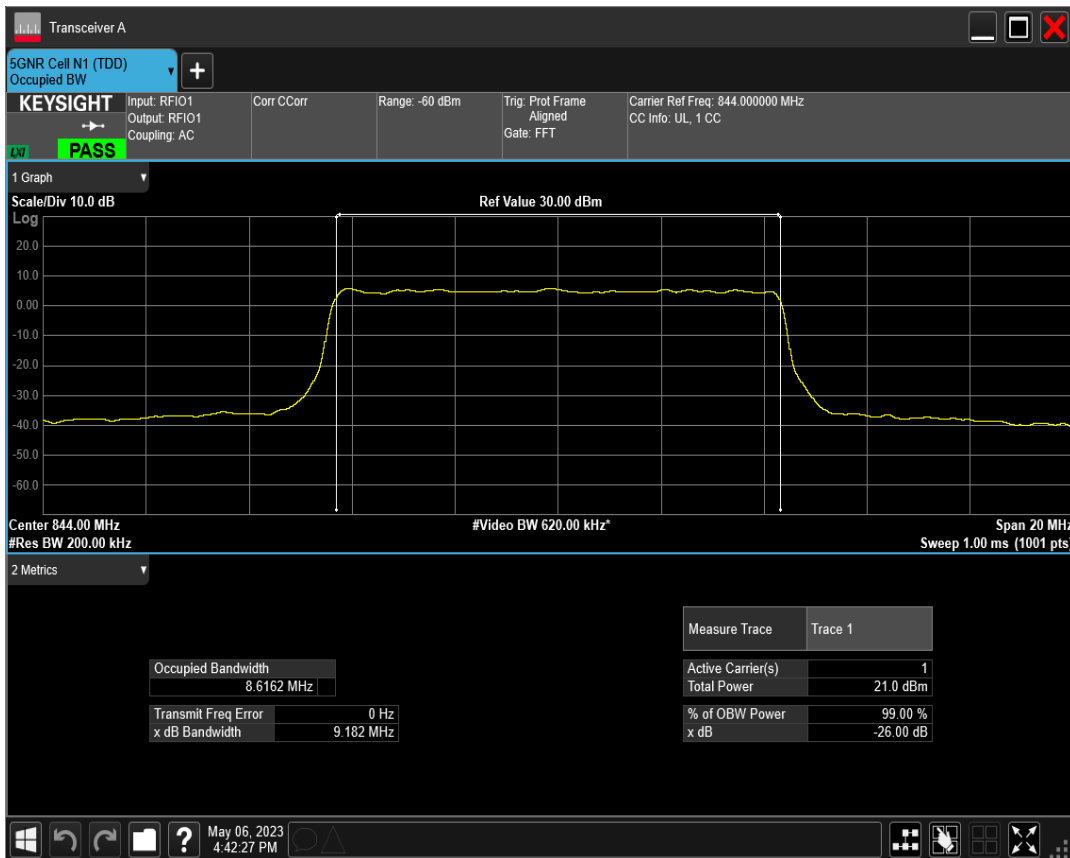 Transceiver A
5GNR Cell N1 (TDD)
Occupied BW
KEYSIGHT
LXI
PASS
Input: RFIO1
Output: RFIO1
Coupling: AC
Corr CCorr
Range: -60 dBm
Trig: Prot Frame
Aligned
Gate: FFT
Carrier Ref Freq: 844.000000 MHz
CC Info: UL, 1 CC
1 Graph
Scale/Div 10.0 dB
Ref Value 30.00 dBm
Log
20.0
10.0
0.00
-10.0
-20.0
-30.0
-40.0
-50.0
-60.0
Center 844.00 MHz
#Video BW 620.00 kHz*
Span 20 MHz
#Res BW 200.00 kHz
Sweep 1.00 ms (1001 pts)
2 Metrics
Measure Trace Trace 1
Occupied Bandwidth
8.6162 MHz
Active Carrier(s) 1
Total Power 21.0 dBm
Transmit Freq Error 0 Hz
x dB Bandwidth 9.182 MHz
% of OBW Power 99.00 %
x dB -26.00 dB
?
May 06, 2023
4:42:27 PM